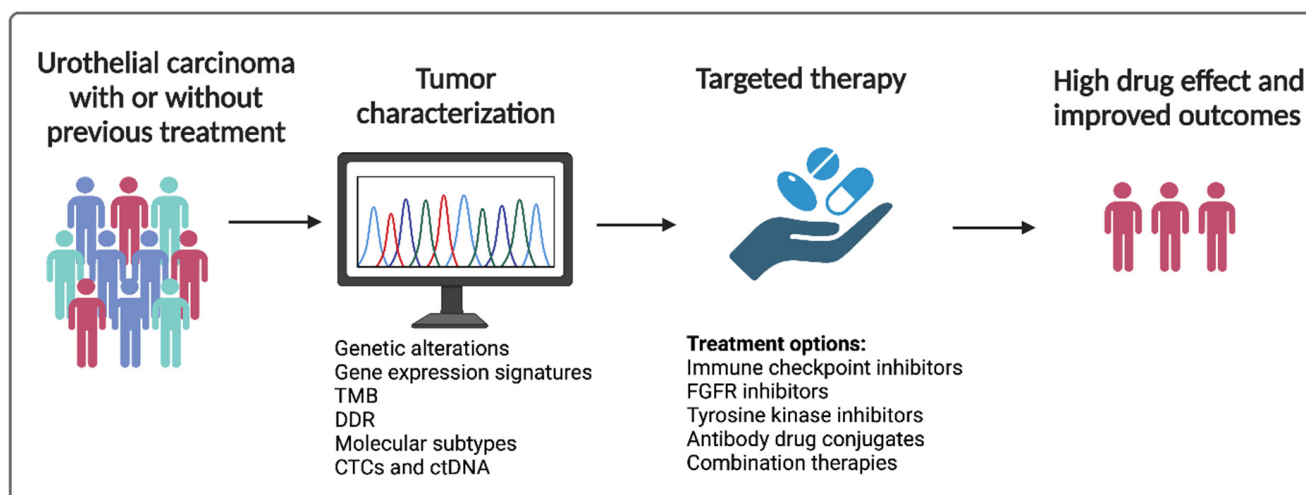 Urothelial carcinoma
with or without
previous treatment
Tumor
characterization
Genetic alterations
Gene expression signatures
TMB
DDR
Molecular subtypes
CTCs and ctDNA
Targeted therapy
Treatment options:
Immune checkpoint inhibitors
FGFR inhibitors
Tyrosine kinase inhibitors
Antibody drug conjugates
Combination therapies
High drug effect and
improved outcomes